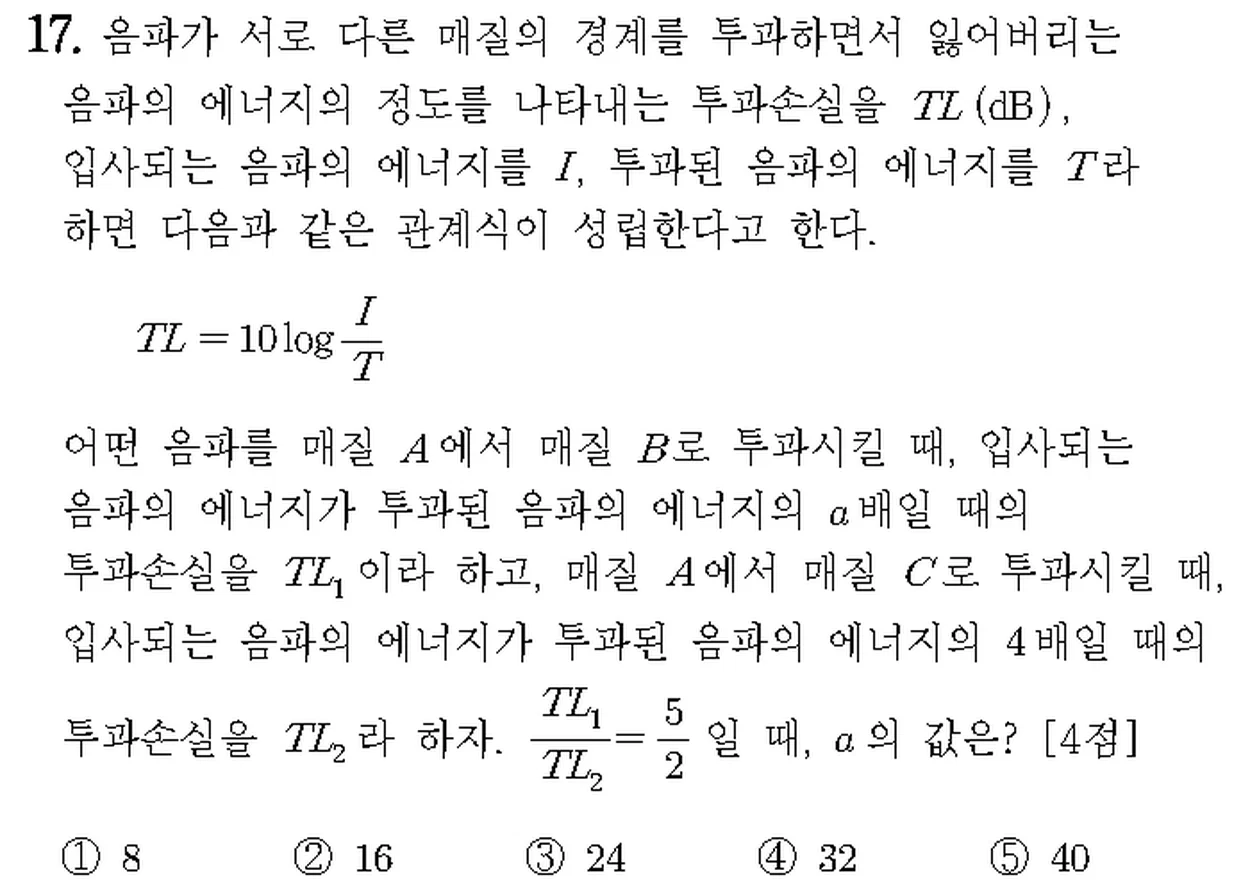 17. 음파가 서로 다른 매질의 경계를 투과하면서 잃어버리는
음파의 에너지의 정도를 나타내는 투과손실을 TL(dB),
입사되는 음파의 에너지를 I, 투과된 음파의 에너지를 T라
하면 다음과 같은 관계식이 성립한다고 한다.
TL = 10 log I/T
어떤 음파를 매질 A에서 매질 B로 투과시킬 때, 입사되는
음파의 에너지가 투과된 음파의 에너지의 a배일 때의
투과손실을 TL₁이라 하고, 매질 A에서 매질 C로 투과시킬 때,
입사되는 음파의 에너지가 투과된 음파의 에너지의 4배일 때의
투과손실을 TL₂라 하자. TL₁/TL₂ = 5/2 일 때, a의 값은? [4점]
① 8 ② 16 ③ 24 ④ 32 ⑤ 40